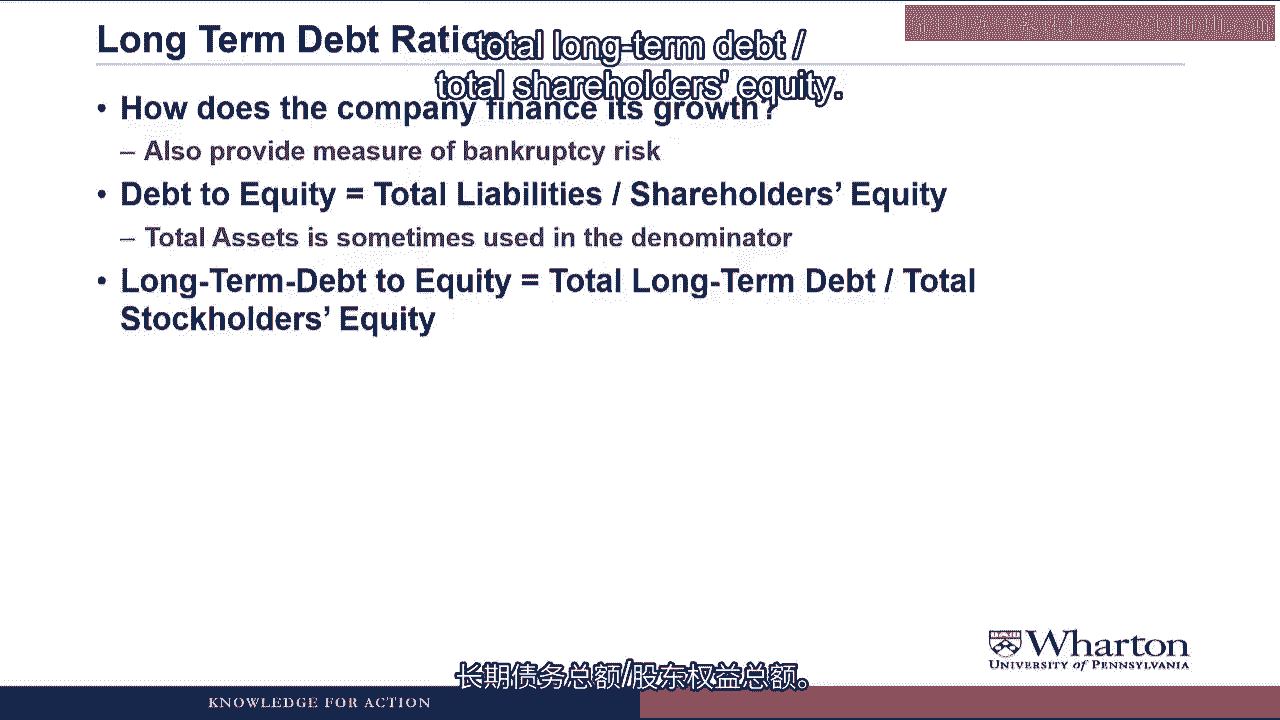 Long Term Debt Ratios
total long-term debt /
total shareholders' equity.
• How does the company finance its growth?
– Also provide measure of bankruptcy risk
• Debt to Equity = Total Liabilities / Shareholders’ Equity
– Total Assets is sometimes used in the denominator
• Long-Term-Debt to Equity = Total Long-Term Debt / Total
Stockholders’ Equity
Wharton
UNIVERSITY of PENNSYLVANIA
长期债务总额/股东权益总额。
KNOWLEDGE FOR ACTION